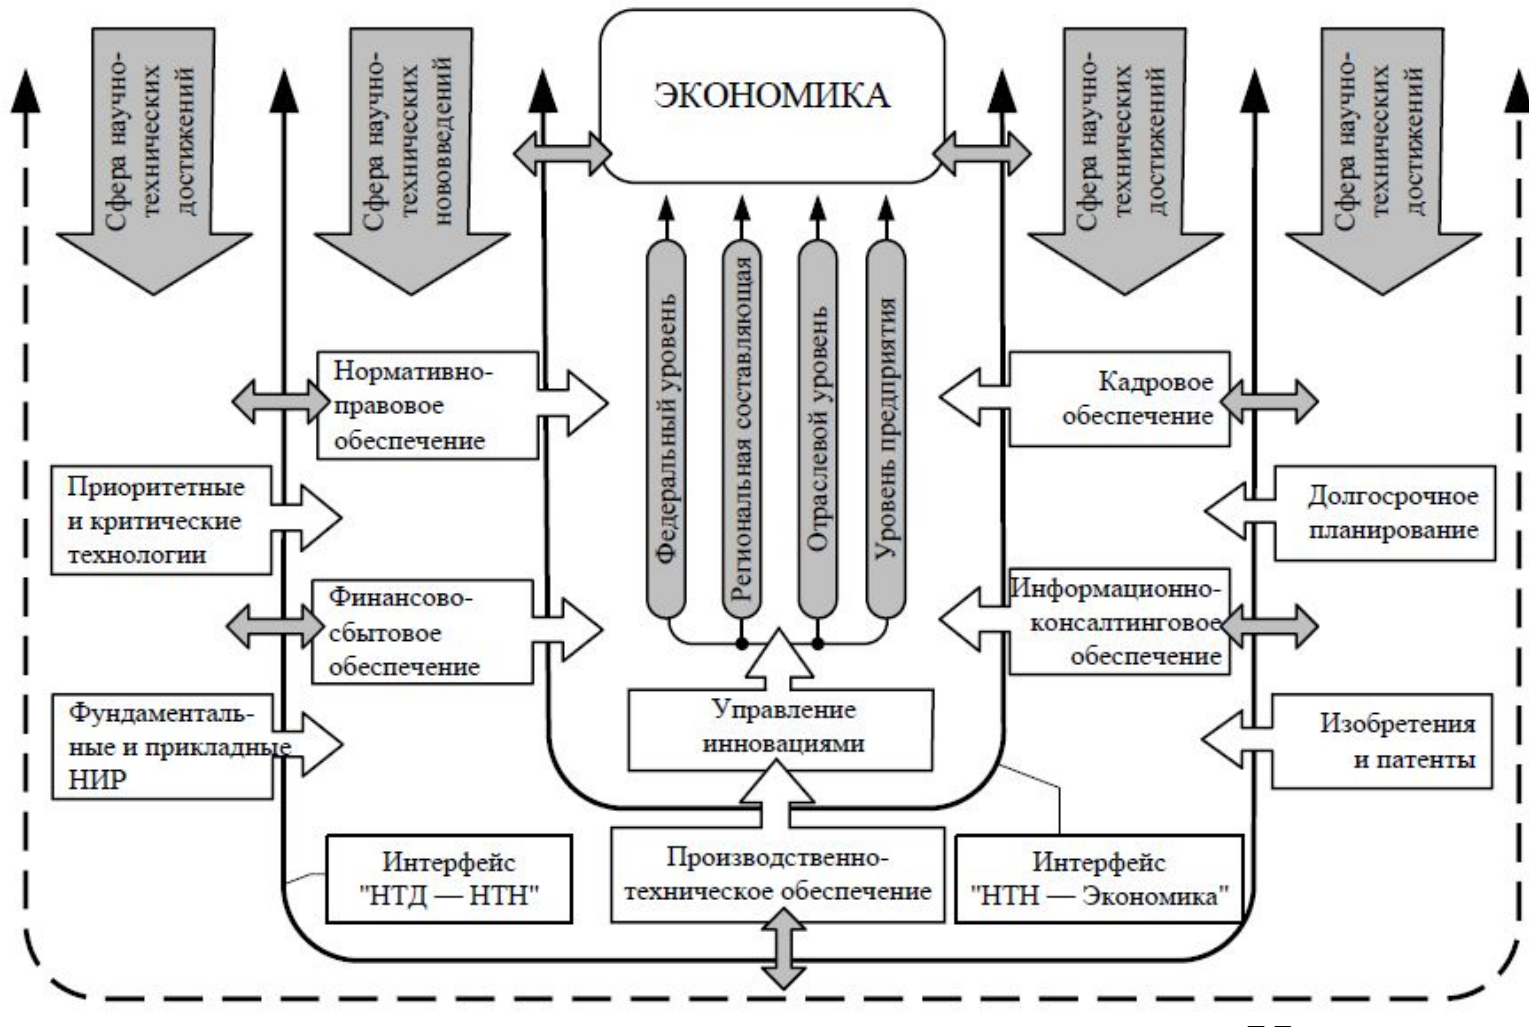 ЭКОНОМИКА
Сфера научно-
технических
достижений
Сфера научно-
технических
нововведений
Сфера научно-
технических
достижений
Сфера научно-
технических
достижений
Федеральный уровень
Региональная составляющая
Отраслевой уровень
Уровень предприятия
Нормативно-
правовое
обеспечение
Кадровое
обеспечение
Приоритетные
и критические
технологии
Долгосрочное
планирование
Финансово-
сбытовое
обеспечение
Информационно-
консалтинговое
обеспечение
Фундаменталь-
ные и прикладные
НИР
Управление
инновациями
Изобретения
и патенты
Интерфейс
"НТД — НТН"
Производственно-
техническое обеспечение
Интерфейс
"НТН — Экономика"